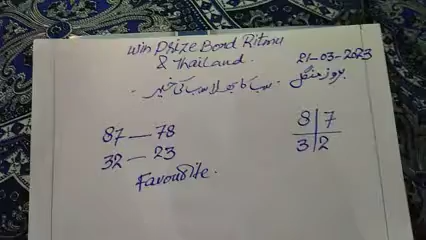 Win Prize Bond Ritmu
& Thailand.
21-03-2023
بروز منگل
سب کا بھلا سب کی خیر
87 — 78
32 — 23
8|7
3|2
Favourite.